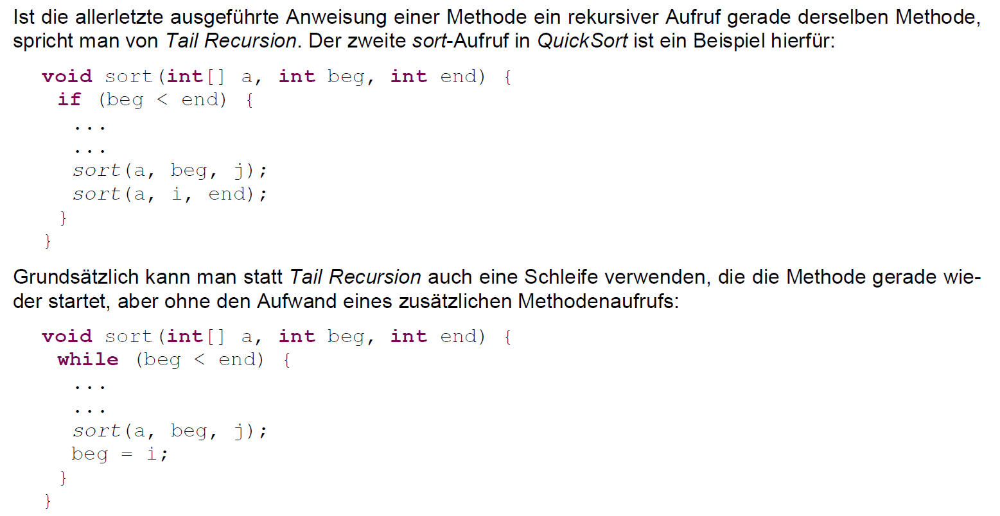 Ist die allerletzte ausgeführte Anweisung einer Methode ein rekursiver Aufruf gerade derselben Methode,
spricht man von Tail Recursion. Der zweite sort-Aufruf in QuickSort ist ein Beispiel hierfür:
void sort(int[] a, int beg, int end) {
if (beg < end) {
...
...
sort(a, beg, j);
sort(a, i, end);
}
}
Grundsätzlich kann man statt Tail Recursion auch eine Schleife verwenden, die die Methode gerade wie-
der startet, aber ohne den Aufwand eines zusätzlichen Methodenaufrufs:
void sort(int[] a, int beg, int end) {
while (beg < end) {
...
...
sort(a, beg, j);
beg = i;
}
}